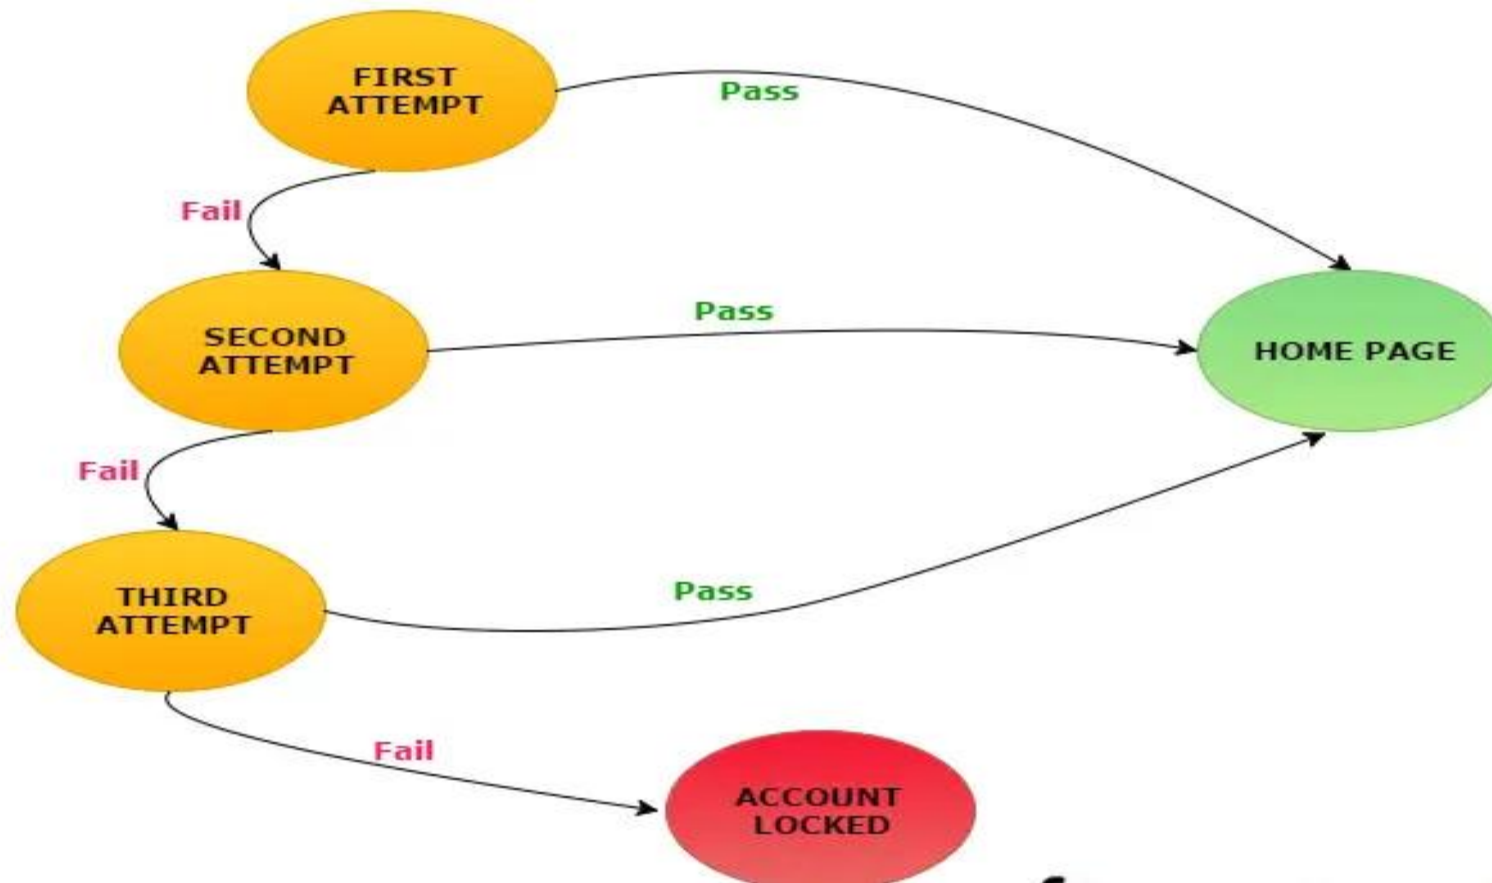 FIRST
ATTEMPT
Pass
Fail
SECOND
ATTEMPT
Pass
HOME PAGE
Fail
THIRD
ATTEMPT
Pass
Fail
ACCOUNT
LOCKED